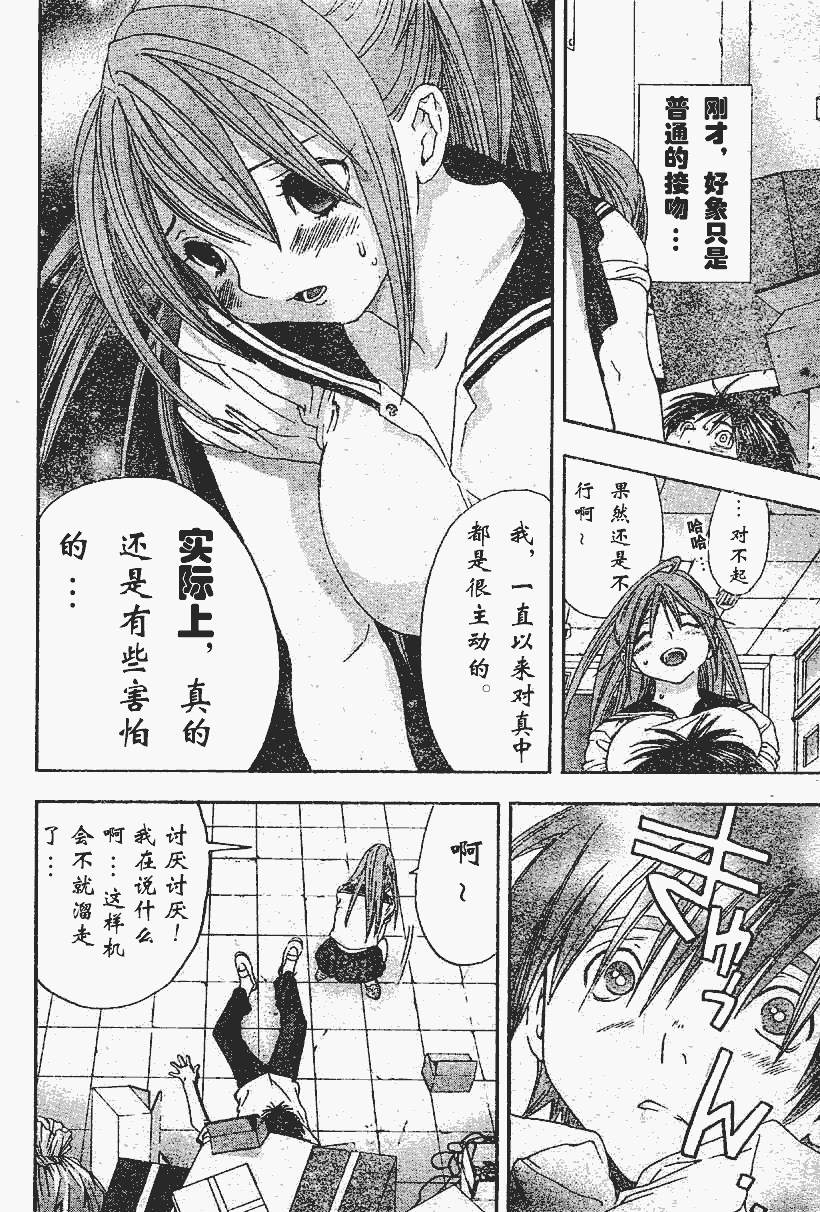 刚才，好象只是
普通的接吻…
…对不起
哈哈…
果然还是不
行啊～
我，一直以来对真中
都是很主动的。
实际上，真的
还是有些害怕
的…
キュン
啊～
讨厌讨厌！
我在说什么
啊…这样机
会不就溜走
了…